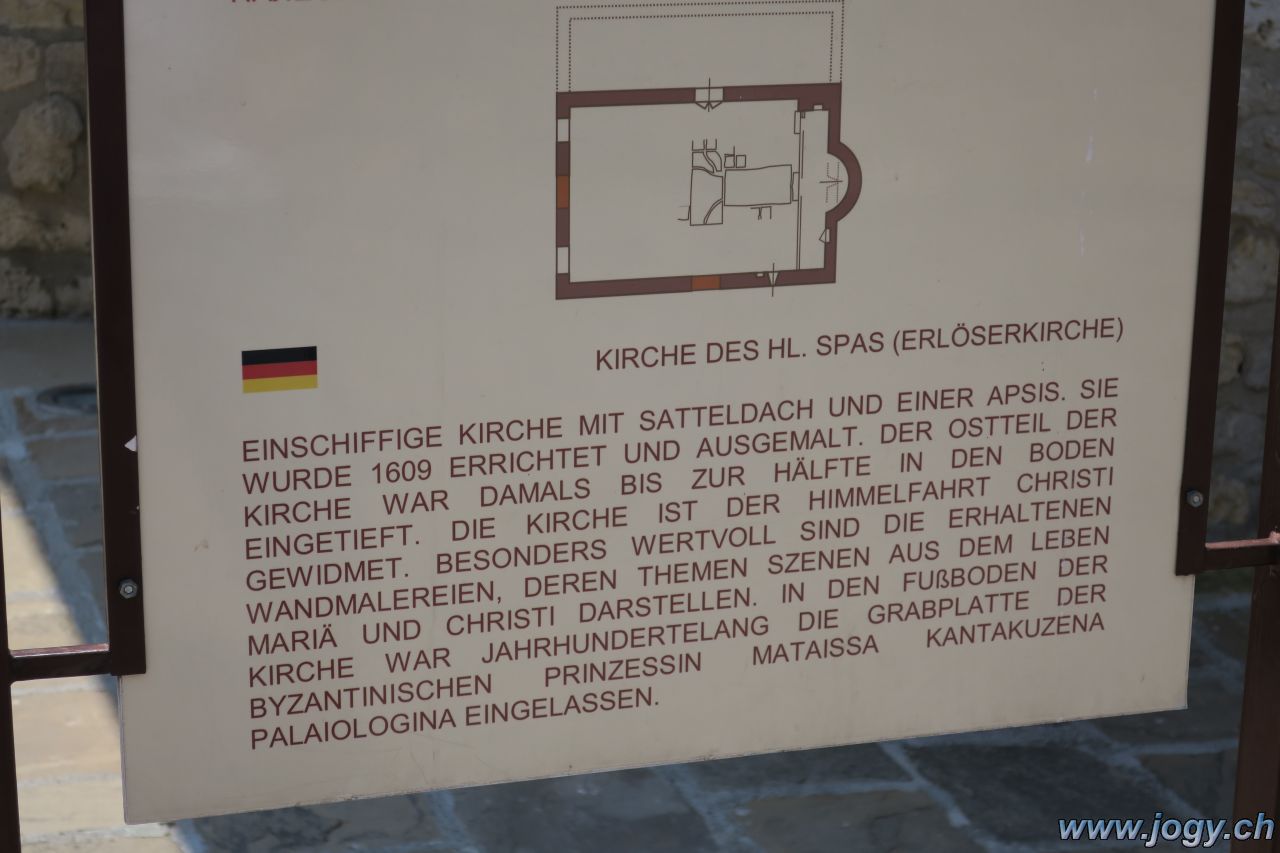 KIRCHE DES HL. SPAS (ERLÖSERKIRCHE)
EINSCHIFFIGE KIRCHE MIT SATTELDACH UND EINER APSIS. SIE
WURDE 1609 ERRICHTET UND AUSGEMALT. DER OSTTEIL DER
KIRCHE WAR DAMALS BIS ZUR HÄLFTE IN DEN BODEN
EINGETIEFT. DIE KIRCHE IST DER HIMMELFAHRT CHRISTI
GEWIDMET. BESONDERS WERTVOLL SIND DIE ERHALTENEN
WANDMALEREIEN, DEREN THEMEN SZENEN AUS DEM LEBEN
MARIÄ UND CHRISTI DARSTELLEN. IN DEN FUßBODEN DER
KIRCHE WAR JAHRHUNDERTELANG DIE GRABPLATTE DER
BYZANTINISCHEN PRINZESSIN MATAISSA KANTAKUZENA
PALAIOLOGINA EINGELASSEN.
www.jogy.ch